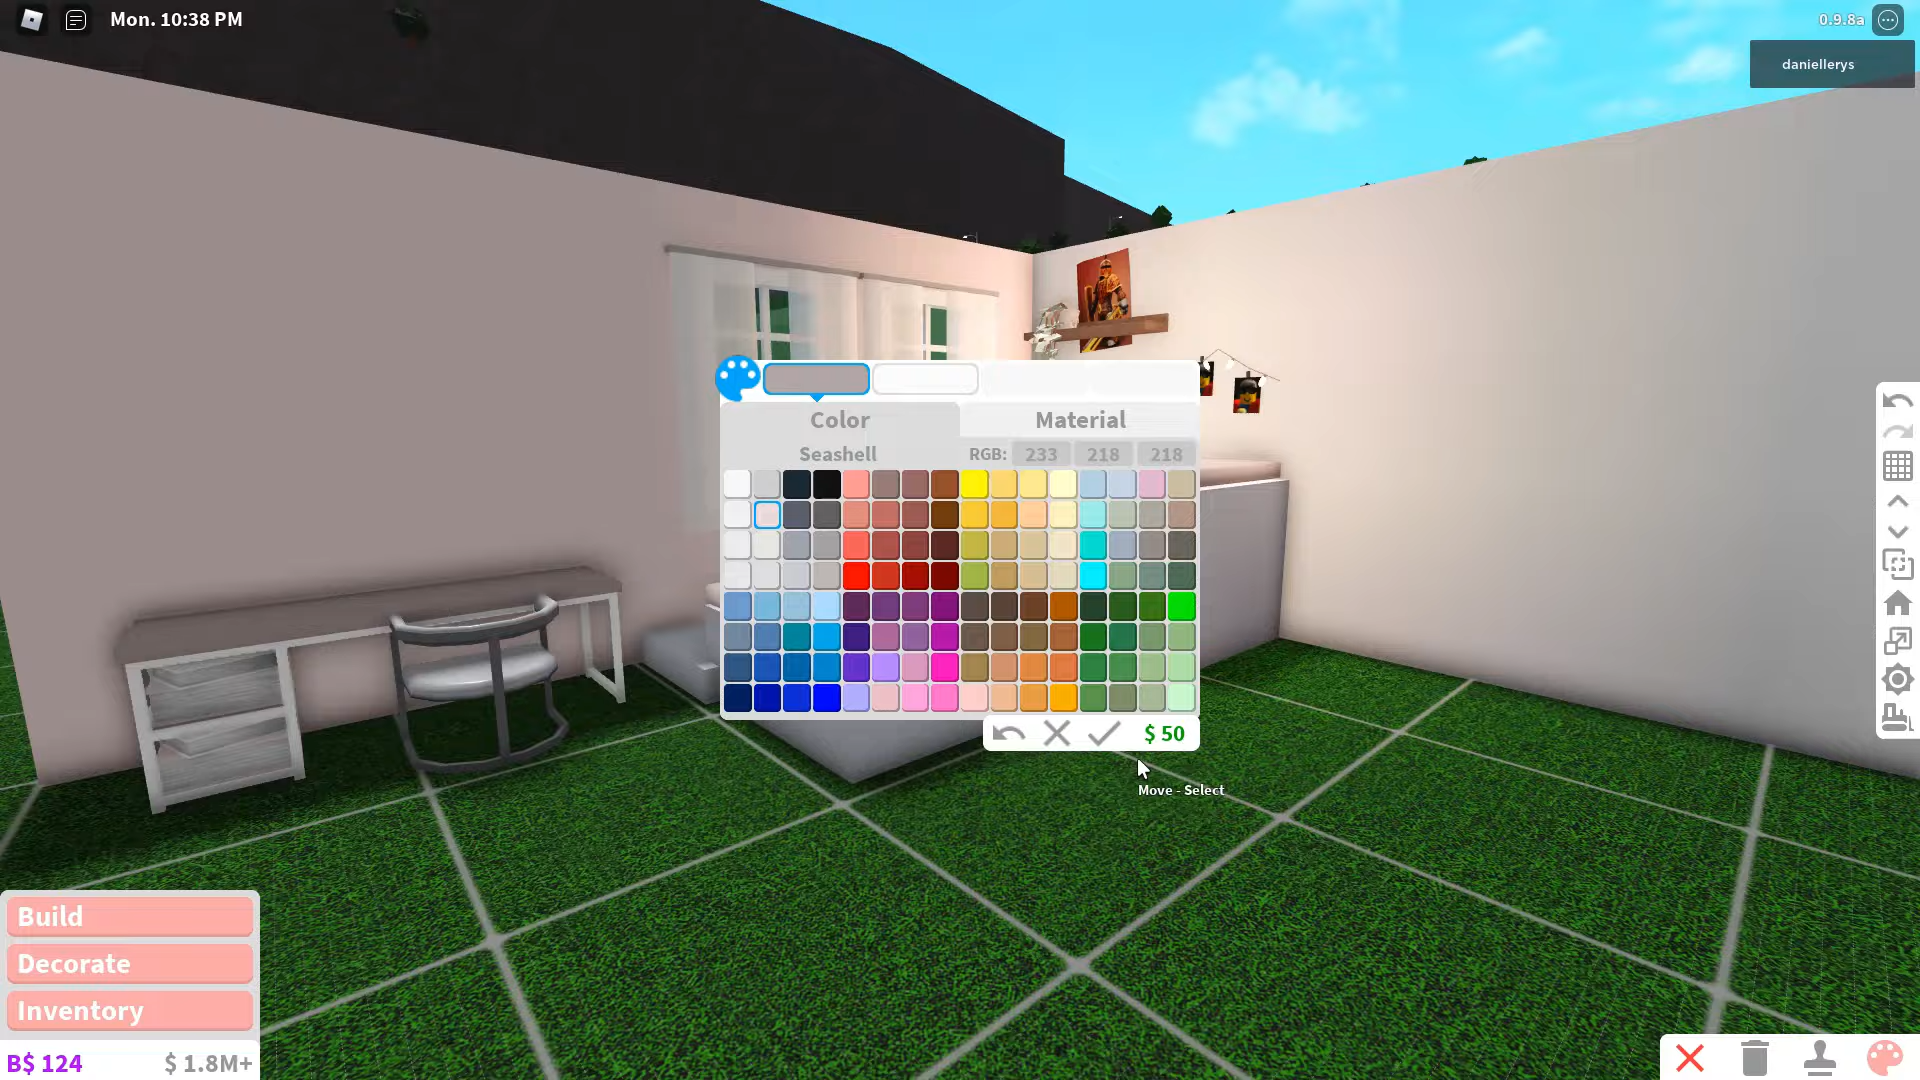 Mon. 10:38 PM
0.9.8a
daniellerys
Color
Material
Seashell
RGB: 233 218 218
$ 50
Move - Select
Build
Decorate
Inventory
B$ 124
$ 1.8M+